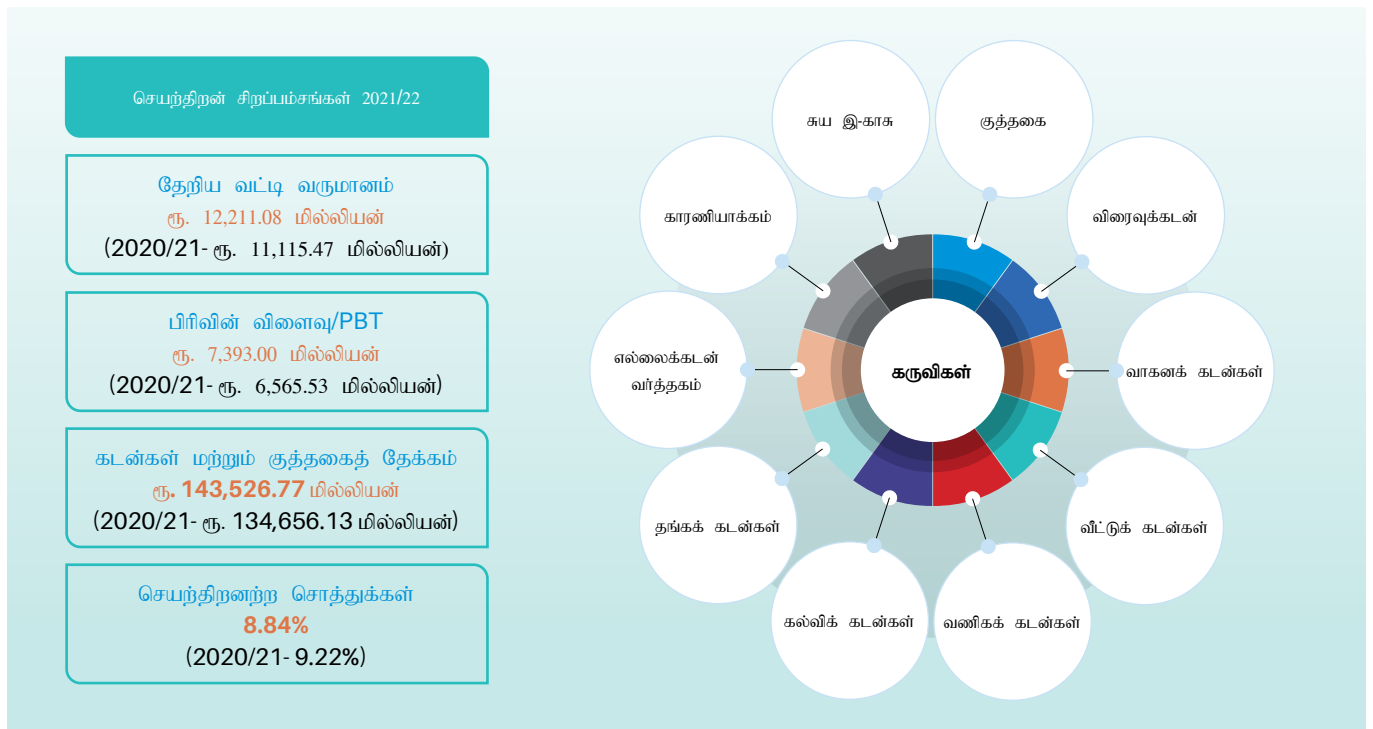 செயற்திறன் சிறப்பம்சங்கள் 2021/22
தேறிய வட்டி வருமானம்
ரூ. 12,211.08 மில்லியன்
(2020/21- ரூ. 11,115.47 மில்லியன்)
பிரிவின் விளைவு/PBT
ரூ. 7,393.00 மில்லியன்
(2020/21- ரூ. 6,565.53 மில்லியன்)
கடன்கள் மற்றும் குத்தகைத் தேக்கம்
ரூ. 143,526.77 மில்லியன்
(2020/21- ரூ. 134,656.13 மில்லியன்)
செயற்திறனற்ற சொத்துக்கள்
8.84%
(2020/21- 9.22%)
கருவிகள்
குத்தகை
விரைவுக்கடன்
வாகனக் கடன்கள்
வீட்டுக் கடன்கள்
வணிகக் கடன்கள்
கல்விக் கடன்கள்
தங்கக் கடன்கள்
எல்லைக்கடன்
வர்த்தகம்
காரணியாக்கம்
சுய இ-காசு